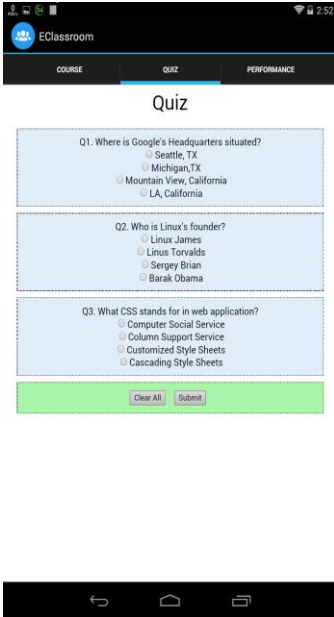 2:52
EClassroom
COURSE QUIZ PERFORMANCE
Quiz
Q1. Where is Google's Headquarters situated?
Seattle, TX
Michigan,TX
Mountain View, California
LA, California
Q2. Who is Linux's founder?
Linux James
Linus Torvalds
Sergey Brian
Barak Obama
Q3. What CSS stands for in web application?
Computer Social Service
Column Support Service
Customized Style Sheets
Cascading Style Sheets
Clear All Submit